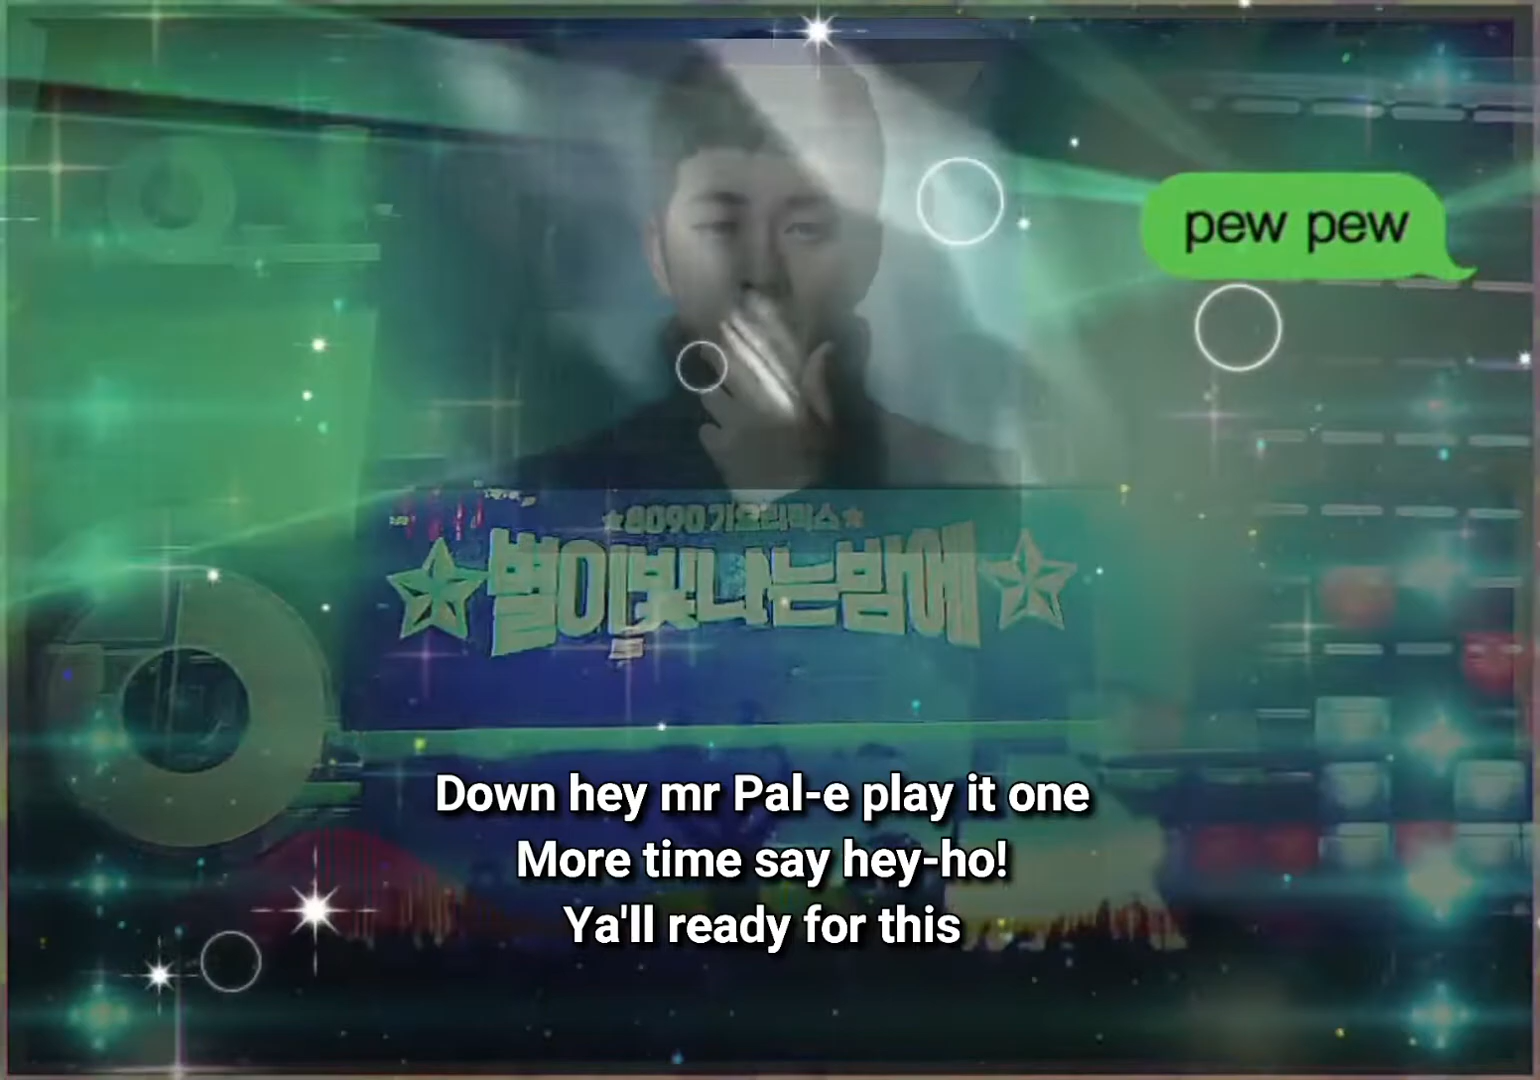 pew pew
★8090 가요리믹스★
★별이빛나는밤에★
Down hey mr Pal-e play it one
More time say hey-ho!
Ya'll ready for this